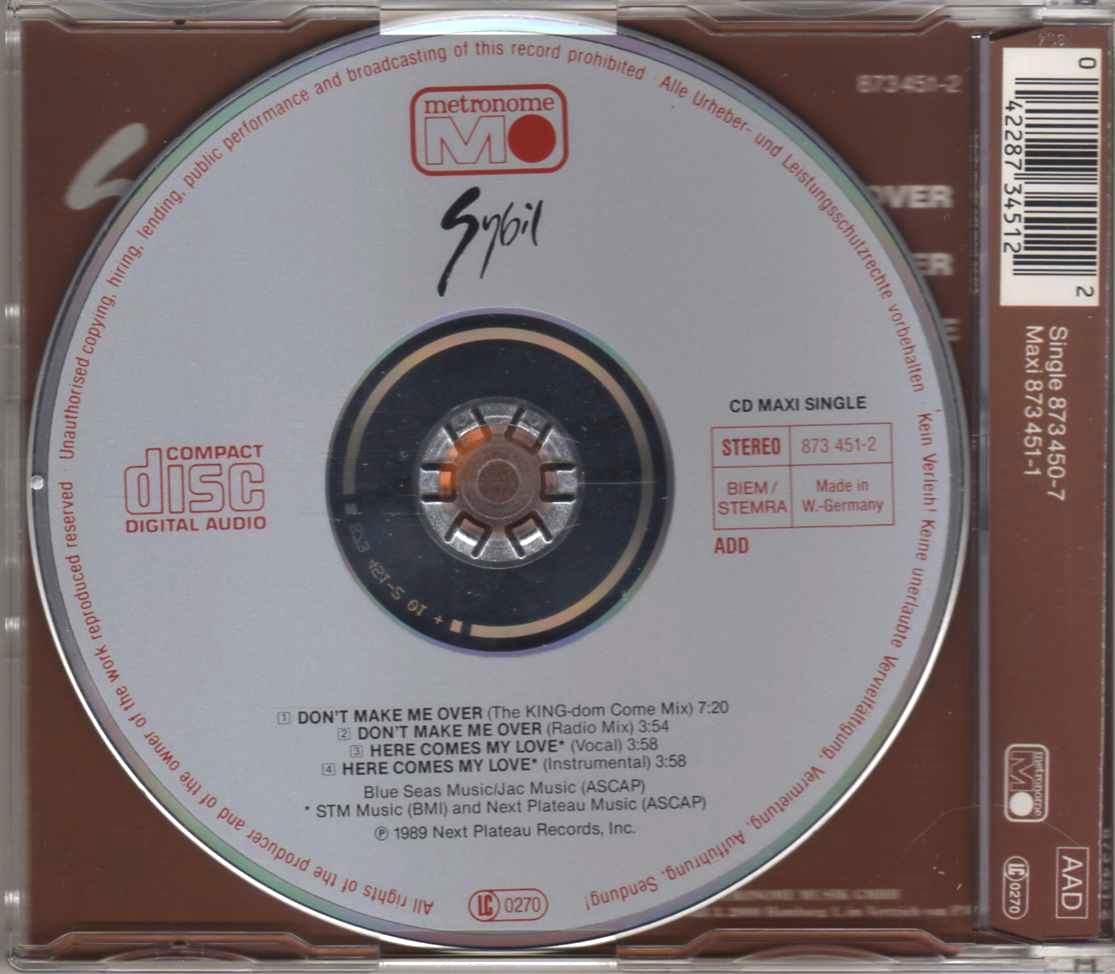 Unauthorised copying, hiring, lending, public performance and broadcasting of this record prohibited
Alle Urheber- und Leistungsschutzrechte vorbehalten
Kein Verleih! Keine unerlaubte Vervielfältigung, Vermietung, Aufführung, Sendung!
All rights of the producer and of the owner of the work reproduced reserved
metronome
M
Sybil
COMPACT
disc
DIGITAL AUDIO
CD MAXI SINGLE
STEREO 873 451-2
BIEM / Made in
STEMRA W.-Germany
ADD
1 DON'T MAKE ME OVER (The KING-dom Come Mix) 7:20
2 DON'T MAKE ME OVER (Radio Mix) 3:54
3 HERE COMES MY LOVE* (Vocal) 3:58
4 HERE COMES MY LOVE* (Instrumental) 3:58
Blue Seas Music/Jac Music (ASCAP)
* STM Music (BMI) and Next Plateau Music (ASCAP)
℗ 1989 Next Plateau Records, Inc.
LC 0270
873 451-2
OVER
ER
E
0 42287 34512 2
Single 873 450-7
Maxi 873 451-1
metronome
M
LC 0270
AAD